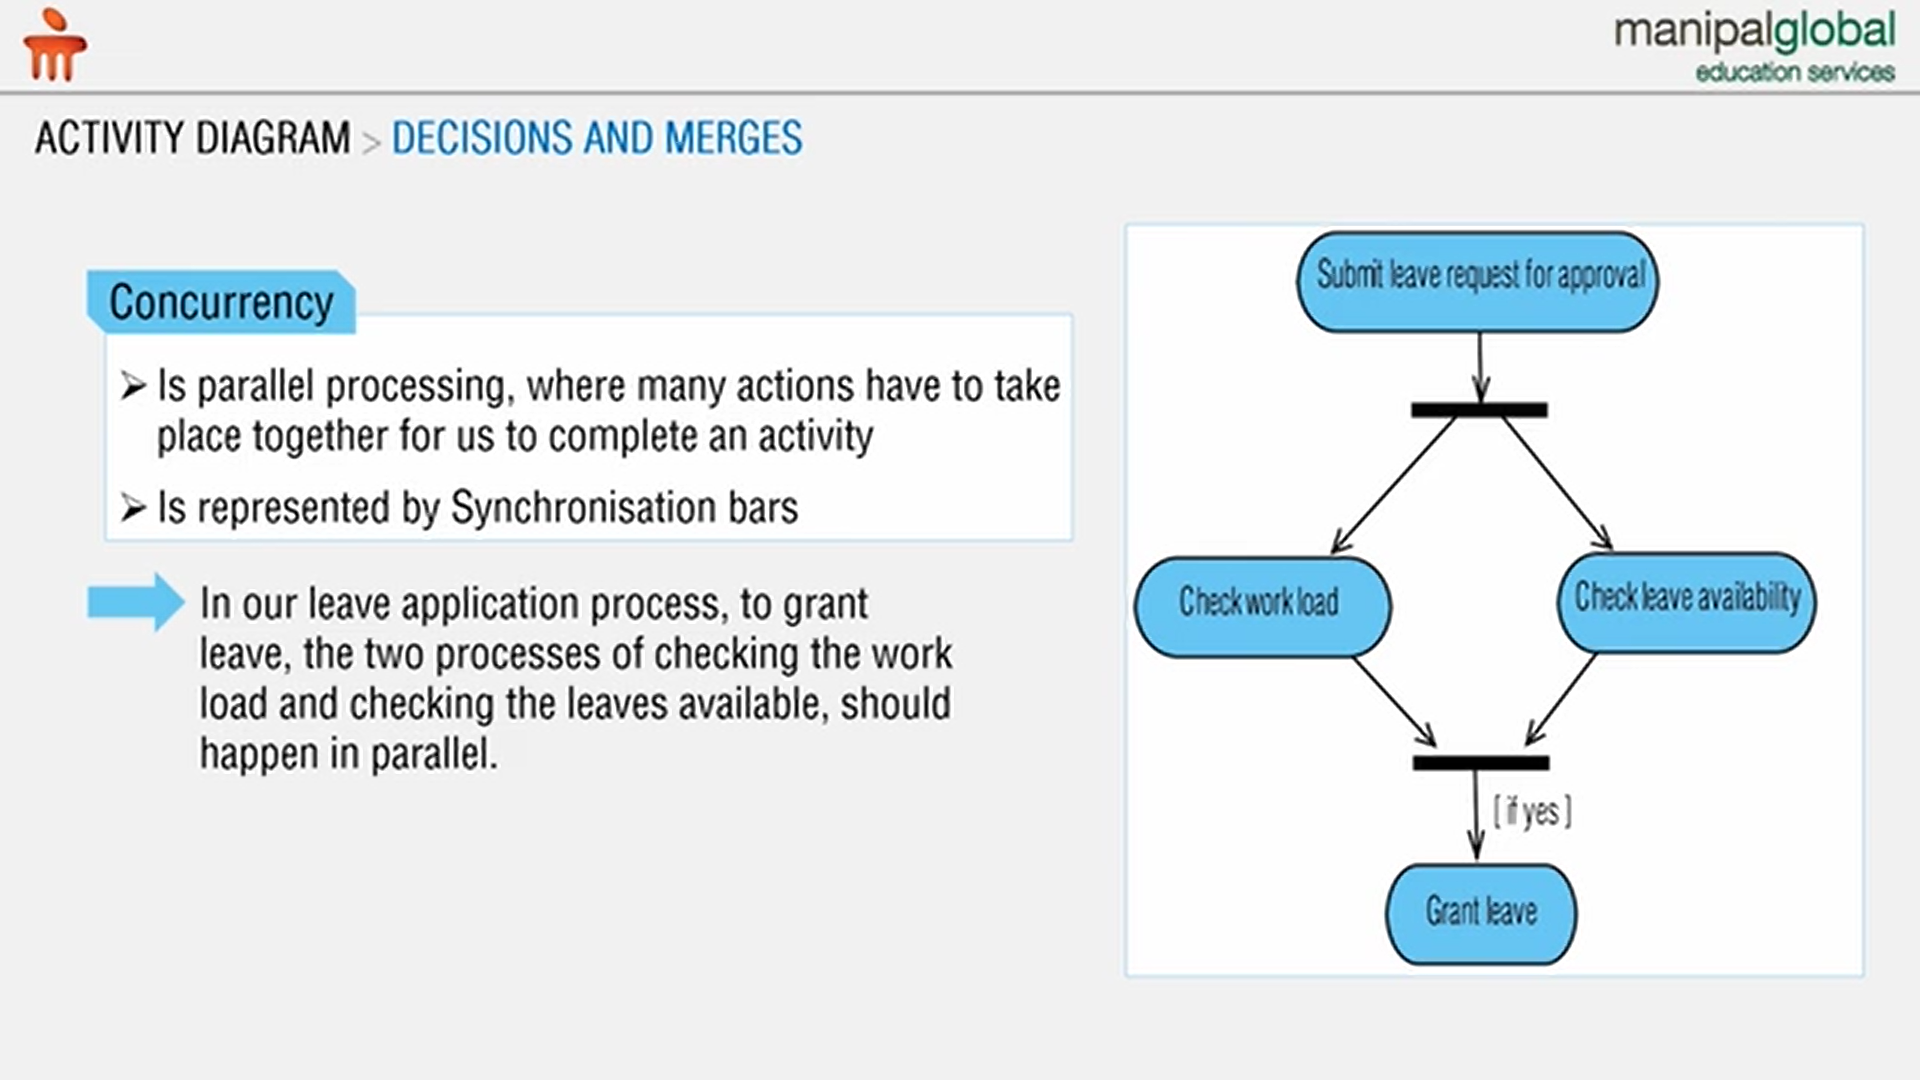 manipalglobal
education services
ACTIVITY DIAGRAM > DECISIONS AND MERGES
Concurrency
➢ Is parallel processing, where many actions have to take
place together for us to complete an activity
➢ Is represented by Synchronisation bars
In our leave application process, to grant
leave, the two processes of checking the work
load and checking the leaves available, should
happen in parallel.
Submit leave request for approval
Check work load
Check leave availability
[ if yes ]
Grant leave